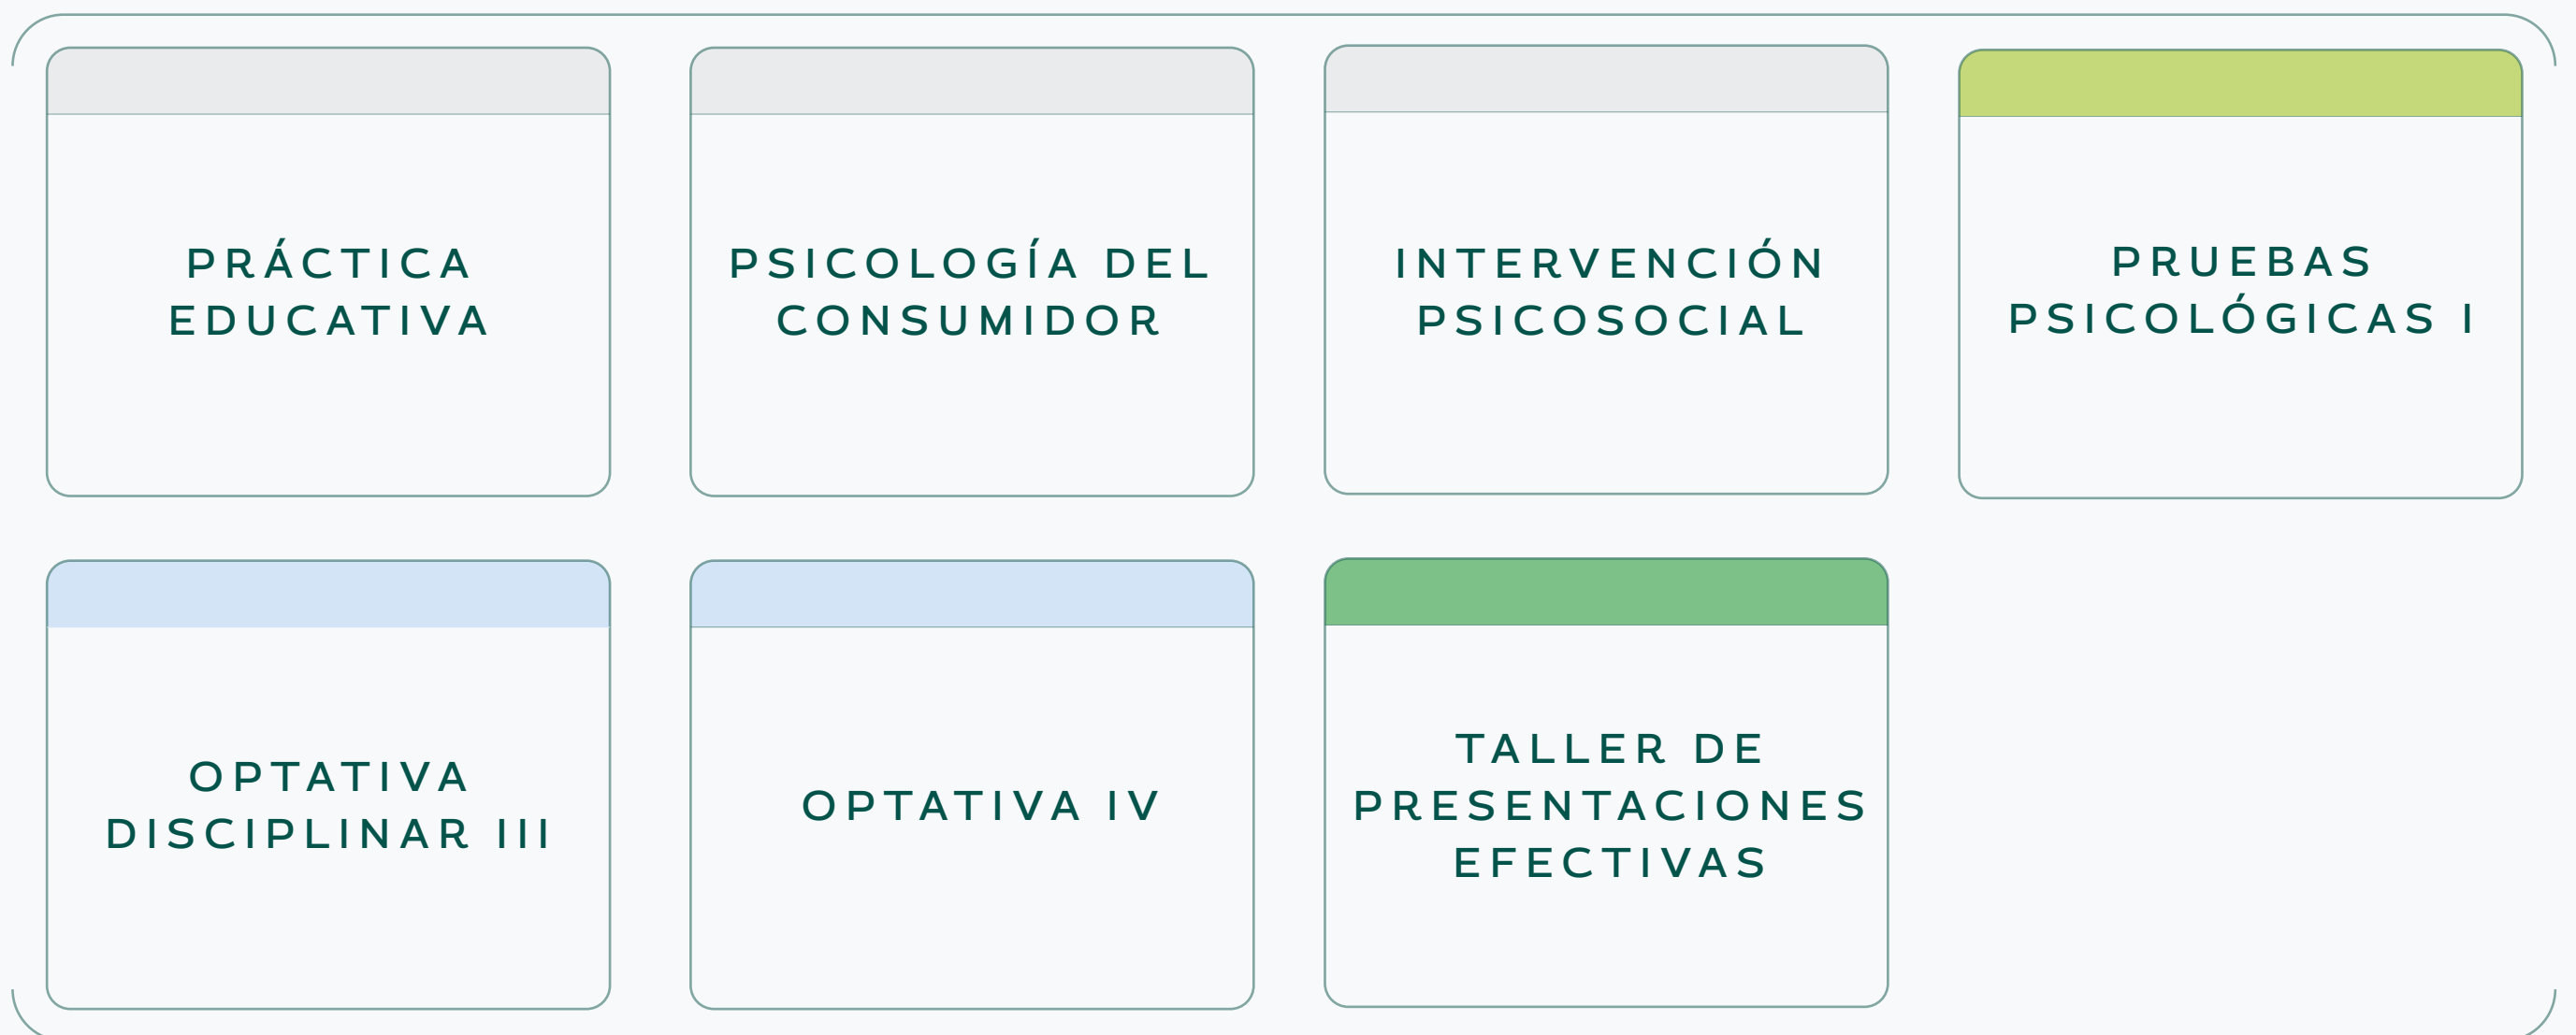 PRÁCTICA
EDUCATIVA
PSICOLOGÍA DEL
CONSUMIDOR
INTERVENCIÓN
PSICOSOCIAL
PRUEBAS
PSICOLÓGICAS I
OPTATIVA
DISCIPLINAR III
OPTATIVA IV
TALLER DE
PRESENTACIONES
EFECTIVAS